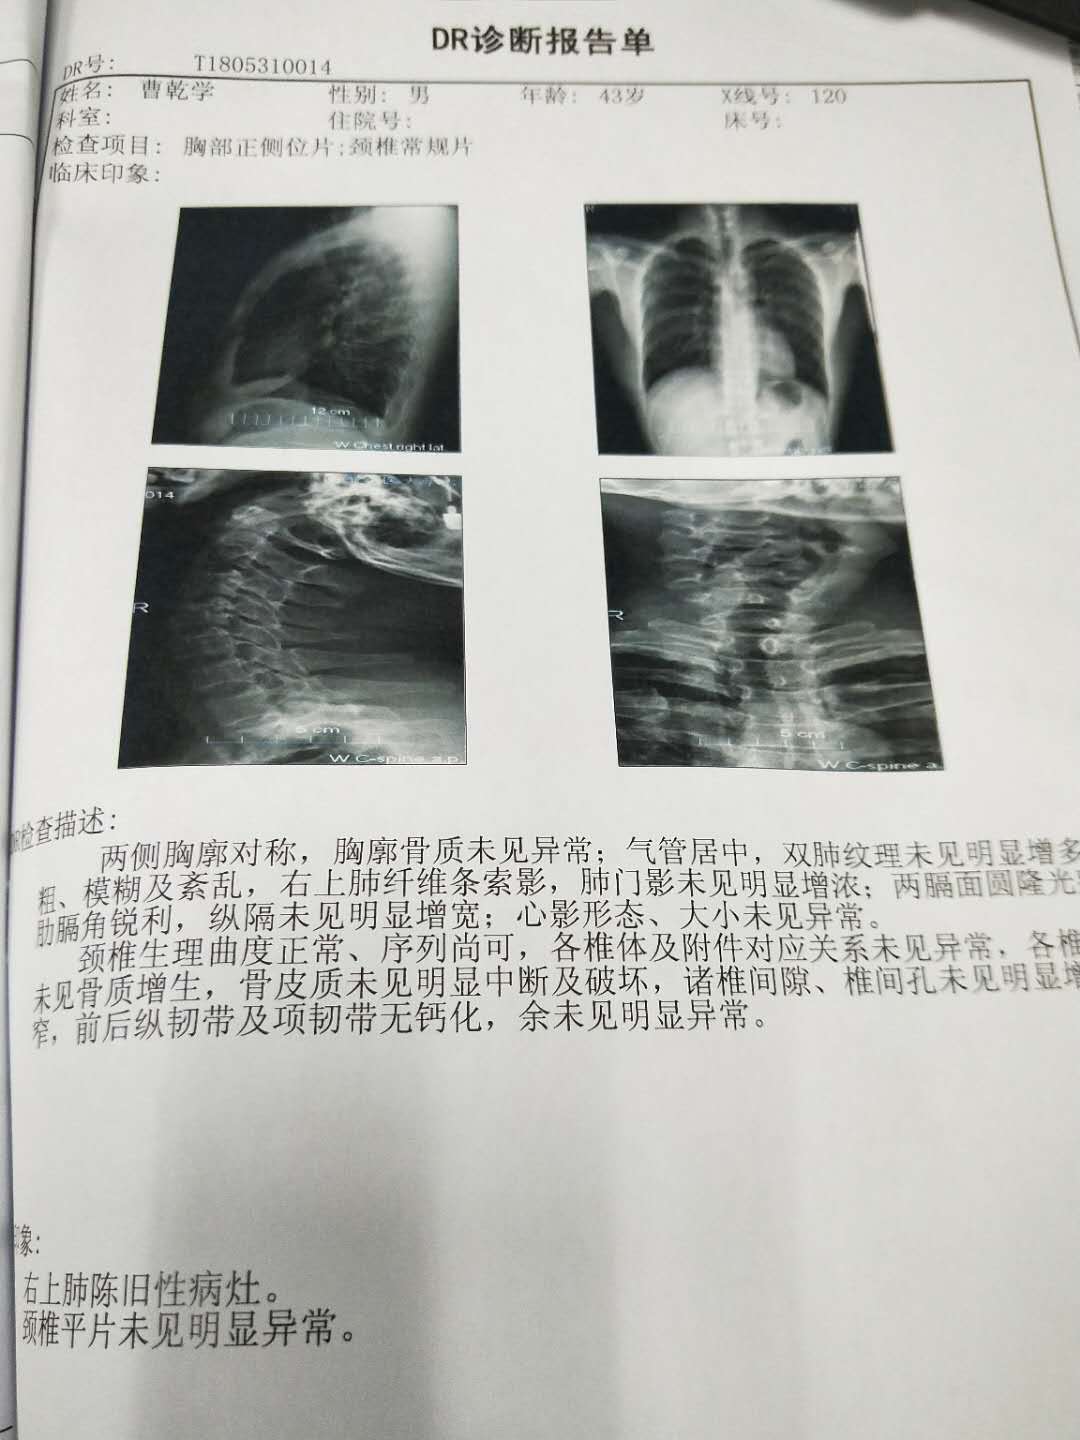 DR诊断报告单
DR号: T1805310014
姓名: 曹乾学 性别: 男 年龄: 43岁 X线号: 120
科室: 住院号: 床号:
检查项目: 胸部正侧位片;颈椎常规片
临床印象:
12cm
W Chest right lat.
R
014
R
5 cm
W C-spine a.p
R
5 cm
W C-spine a.
检查描述:
两侧胸廓对称，胸廓骨质未见异常；气管居中，双肺纹理未见明显增多
粗、模糊及紊乱，右上肺纤维条索影，肺门影未见明显增浓；两膈面圆隆光
肋膈角锐利，纵隔未见明显增宽；心影形态、大小未见异常。
颈椎生理曲度正常、序列尚可，各椎体及附件对应关系未见异常，各椎
未见骨质增生，骨皮质未见明显中断及破坏，诸椎间隙、椎间孔未见明显增
窄，前后纵韧带及项韧带无钙化，余未见明显异常。
印象:
右上肺陈旧性病灶。
颈椎平片未见明显异常。